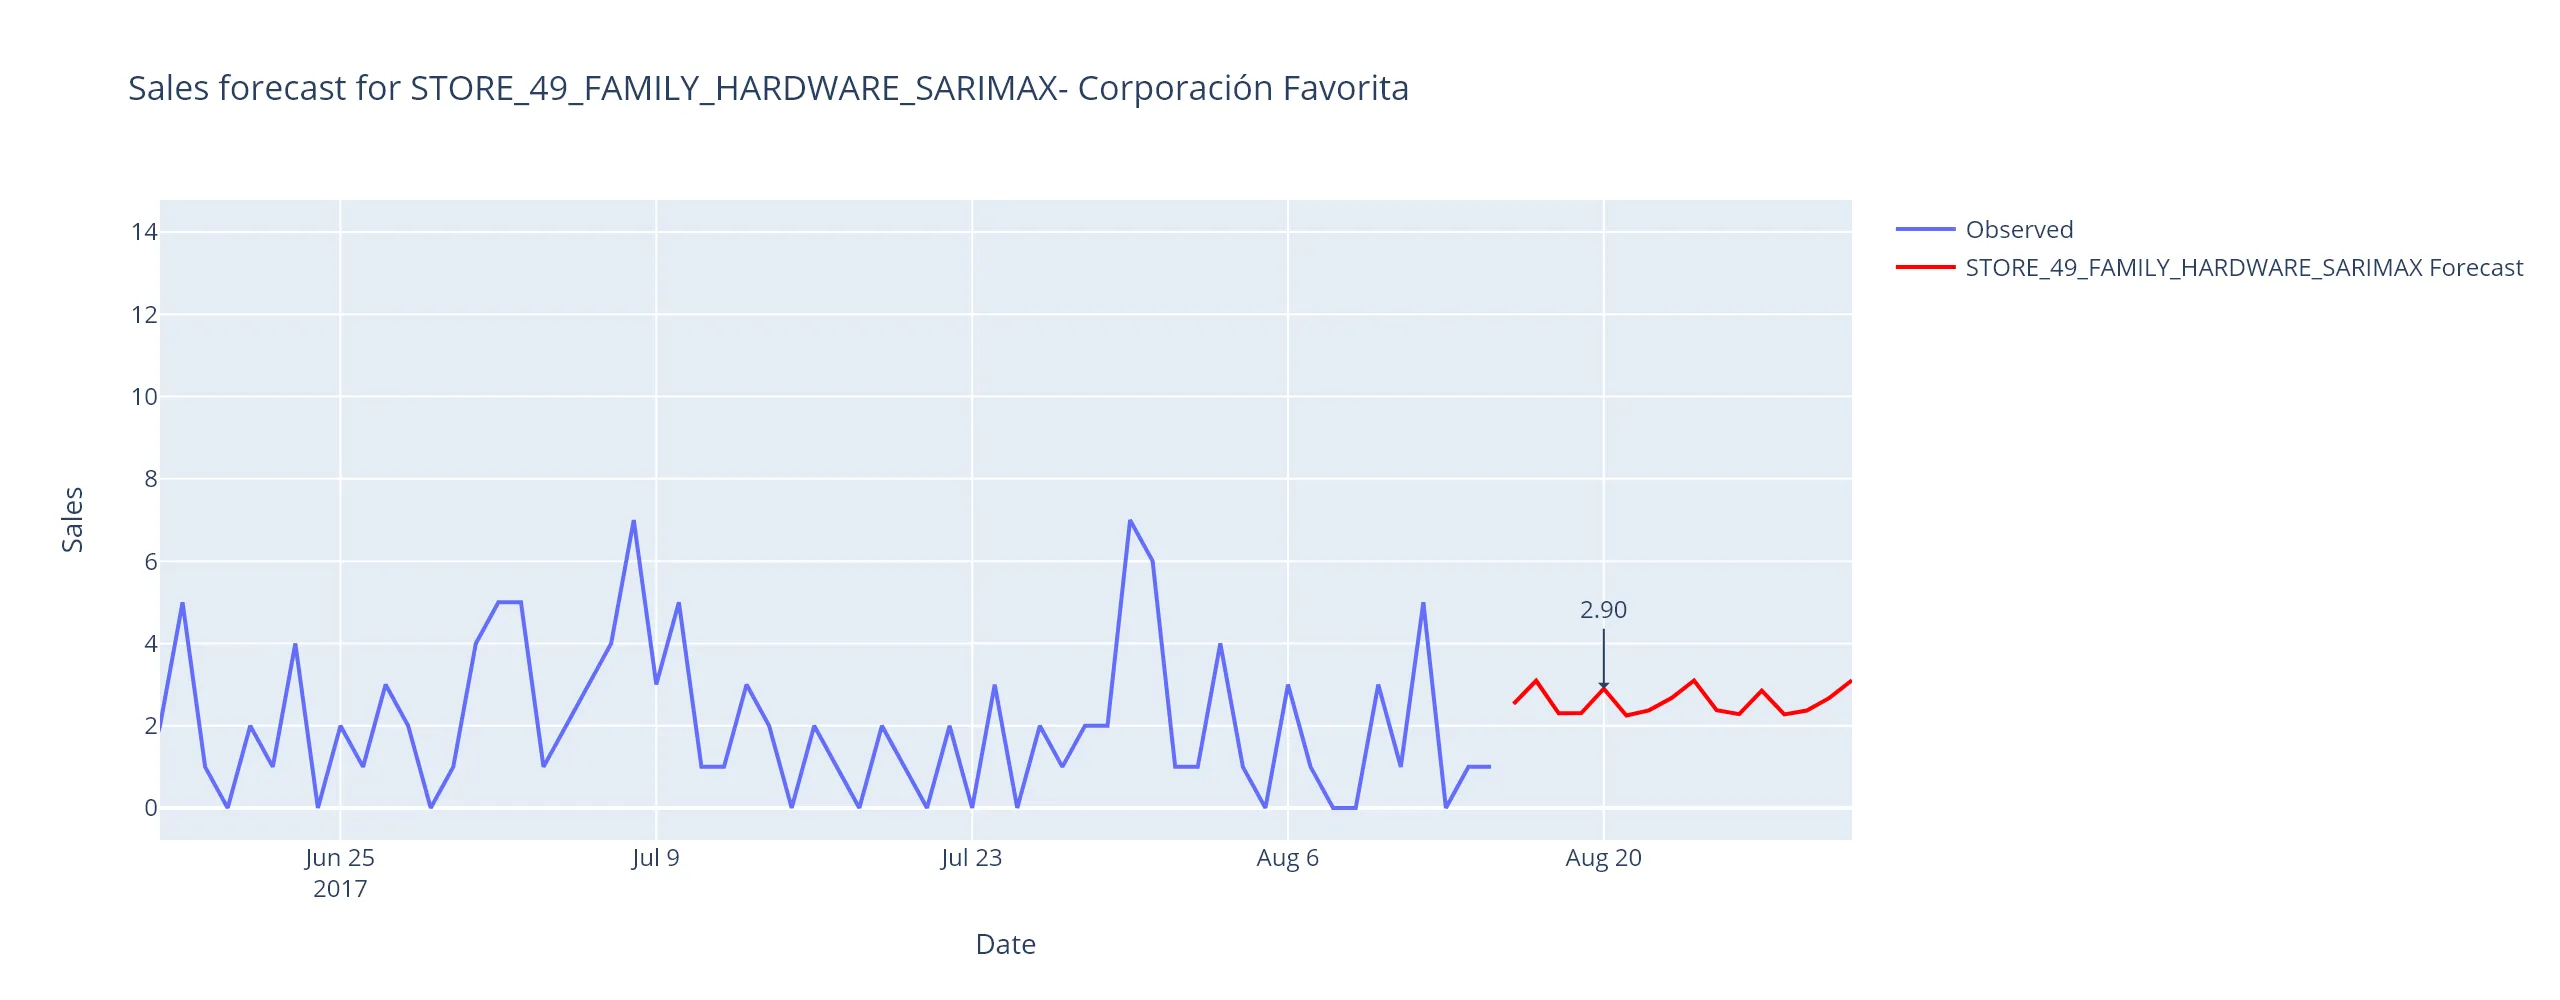 Sales forecast for STORE_49_FAMILY_HARDWARE_SARIMAX- Corporación Favorita
Observed
STORE_49_FAMILY_HARDWARE_SARIMAX Forecast
14
12
10
8
6
4
2
0
Sales
2.90
Jun 25
2017
Jul 9
Jul 23
Aug 6
Aug 20
Date